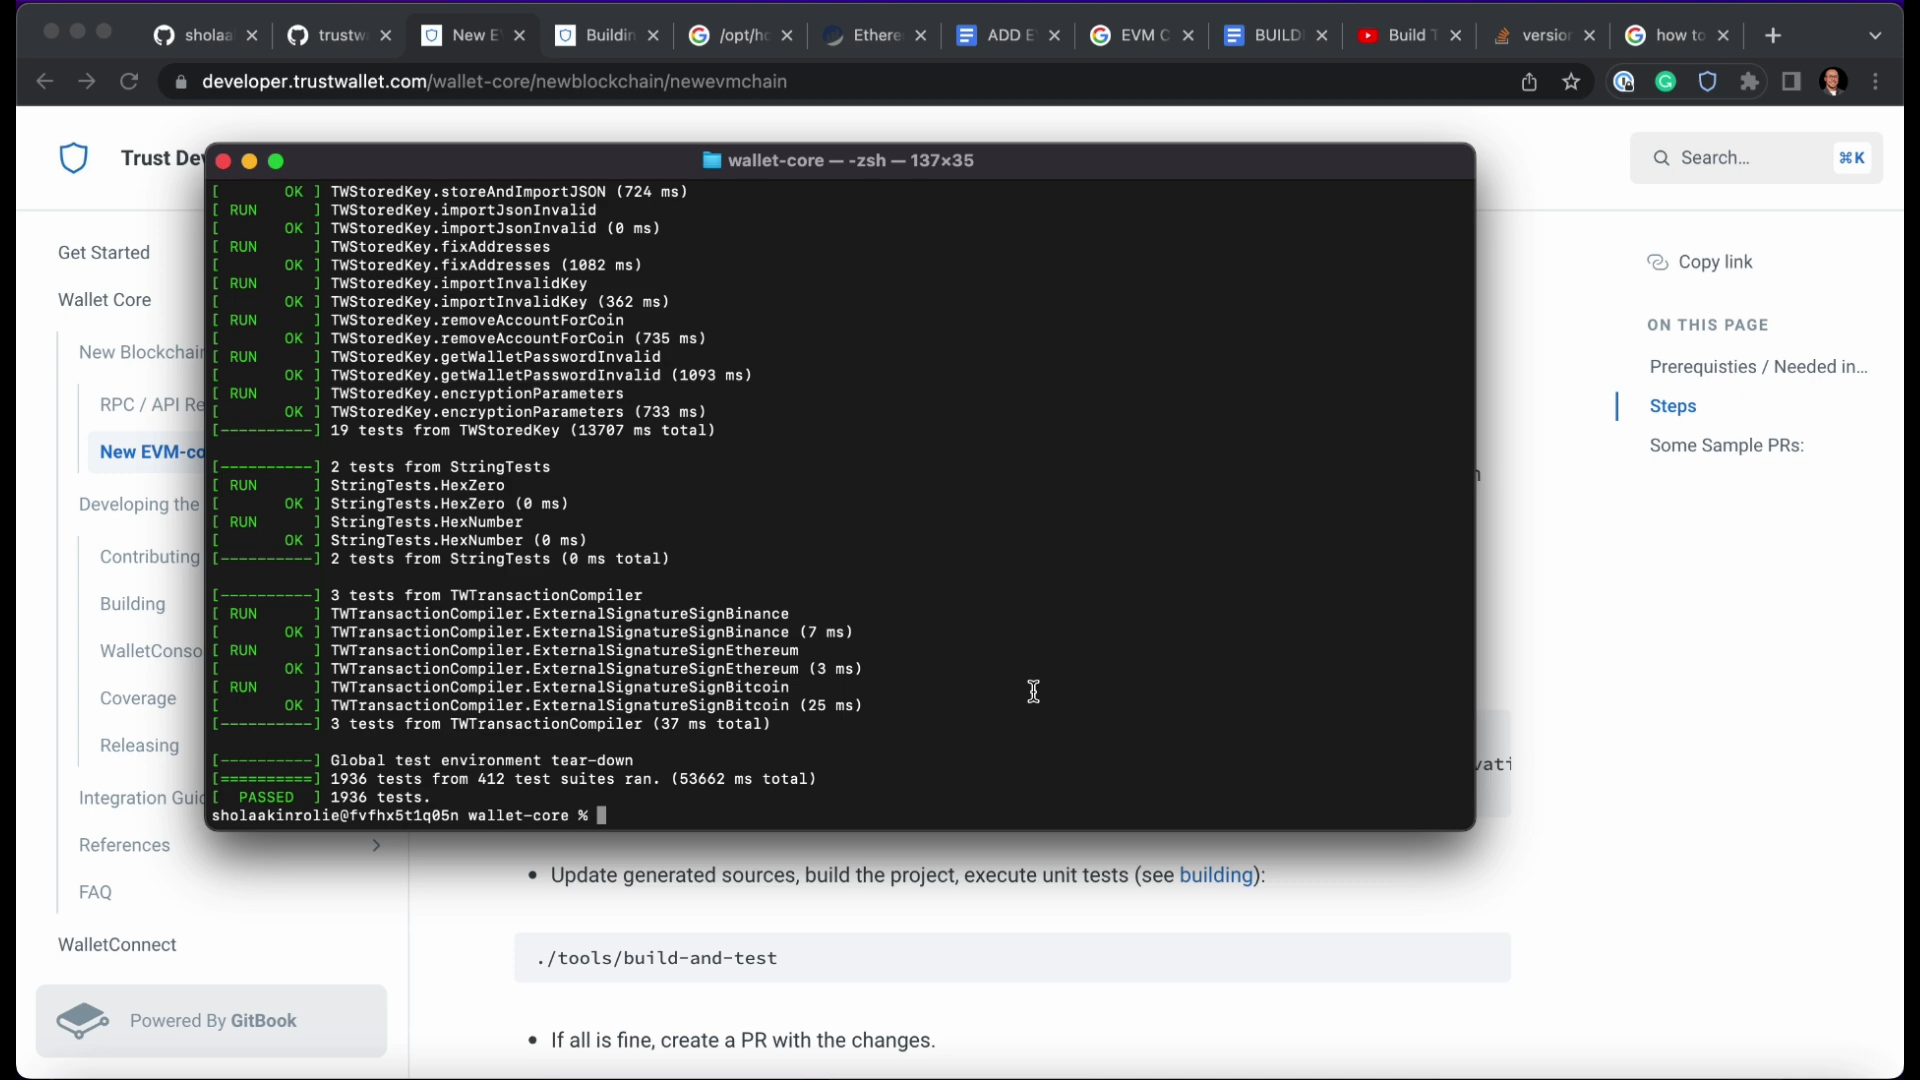 sholaa
trustw
New E
Buildin
/opt/ho
Ethere
ADD E
EVM C
BUILDI
Build T
version
how to
developer.trustwallet.com/wallet-core/newblockchain/newevmchain
Trust Dev
Search...
⌘K
wallet-core — -zsh — 137×35
[       OK ] TWStoredKey.storeAndImportJSON (724 ms)
[ RUN      ] TWStoredKey.importJsonInvalid
[       OK ] TWStoredKey.importJsonInvalid (0 ms)
[ RUN      ] TWStoredKey.fixAddresses
[       OK ] TWStoredKey.fixAddresses (1082 ms)
[ RUN      ] TWStoredKey.importInvalidKey
[       OK ] TWStoredKey.importInvalidKey (362 ms)
[ RUN      ] TWStoredKey.removeAccountForCoin
[       OK ] TWStoredKey.removeAccountForCoin (735 ms)
[ RUN      ] TWStoredKey.getWalletPasswordInvalid
[       OK ] TWStoredKey.getWalletPasswordInvalid (1093 ms)
[ RUN      ] TWStoredKey.encryptionParameters
[       OK ] TWStoredKey.encryptionParameters (733 ms)
[----------] 19 tests from TWStoredKey (13707 ms total)
[----------] 2 tests from StringTests
[ RUN      ] StringTests.HexZero
[       OK ] StringTests.HexZero (0 ms)
[ RUN      ] StringTests.HexNumber
[       OK ] StringTests.HexNumber (0 ms)
[----------] 2 tests from StringTests (0 ms total)
[----------] 3 tests from TWTransactionCompiler
[ RUN      ] TWTransactionCompiler.ExternalSignatureSignBinance
[       OK ] TWTransactionCompiler.ExternalSignatureSignBinance (7 ms)
[ RUN      ] TWTransactionCompiler.ExternalSignatureSignEthereum
[       OK ] TWTransactionCompiler.ExternalSignatureSignEthereum (3 ms)
[ RUN      ] TWTransactionCompiler.ExternalSignatureSignBitcoin
[       OK ] TWTransactionCompiler.ExternalSignatureSignBitcoin (25 ms)
[----------] 3 tests from TWTransactionCompiler (37 ms total)
[----------] Global test environment tear-down
[==========] 1936 tests from 412 test suites ran. (53662 ms total)
[  PASSED  ] 1936 tests.
sholaakinrolie@fvfhx5t1q05n wallet-core %
Get Started
Wallet Core
New Blockchain
RPC / API Re
New EVM-co
Developing the
Contributing
Building
WalletConso
Coverage
Releasing
Integration Guid
References
FAQ
WalletConnect
Powered By GitBook
n
vati
• Update generated sources, build the project, execute unit tests (see building):
./tools/build-and-test
• If all is fine, create a PR with the changes.
Copy link
ON THIS PAGE
Prerequisties / Needed in...
Steps
Some Sample PRs: